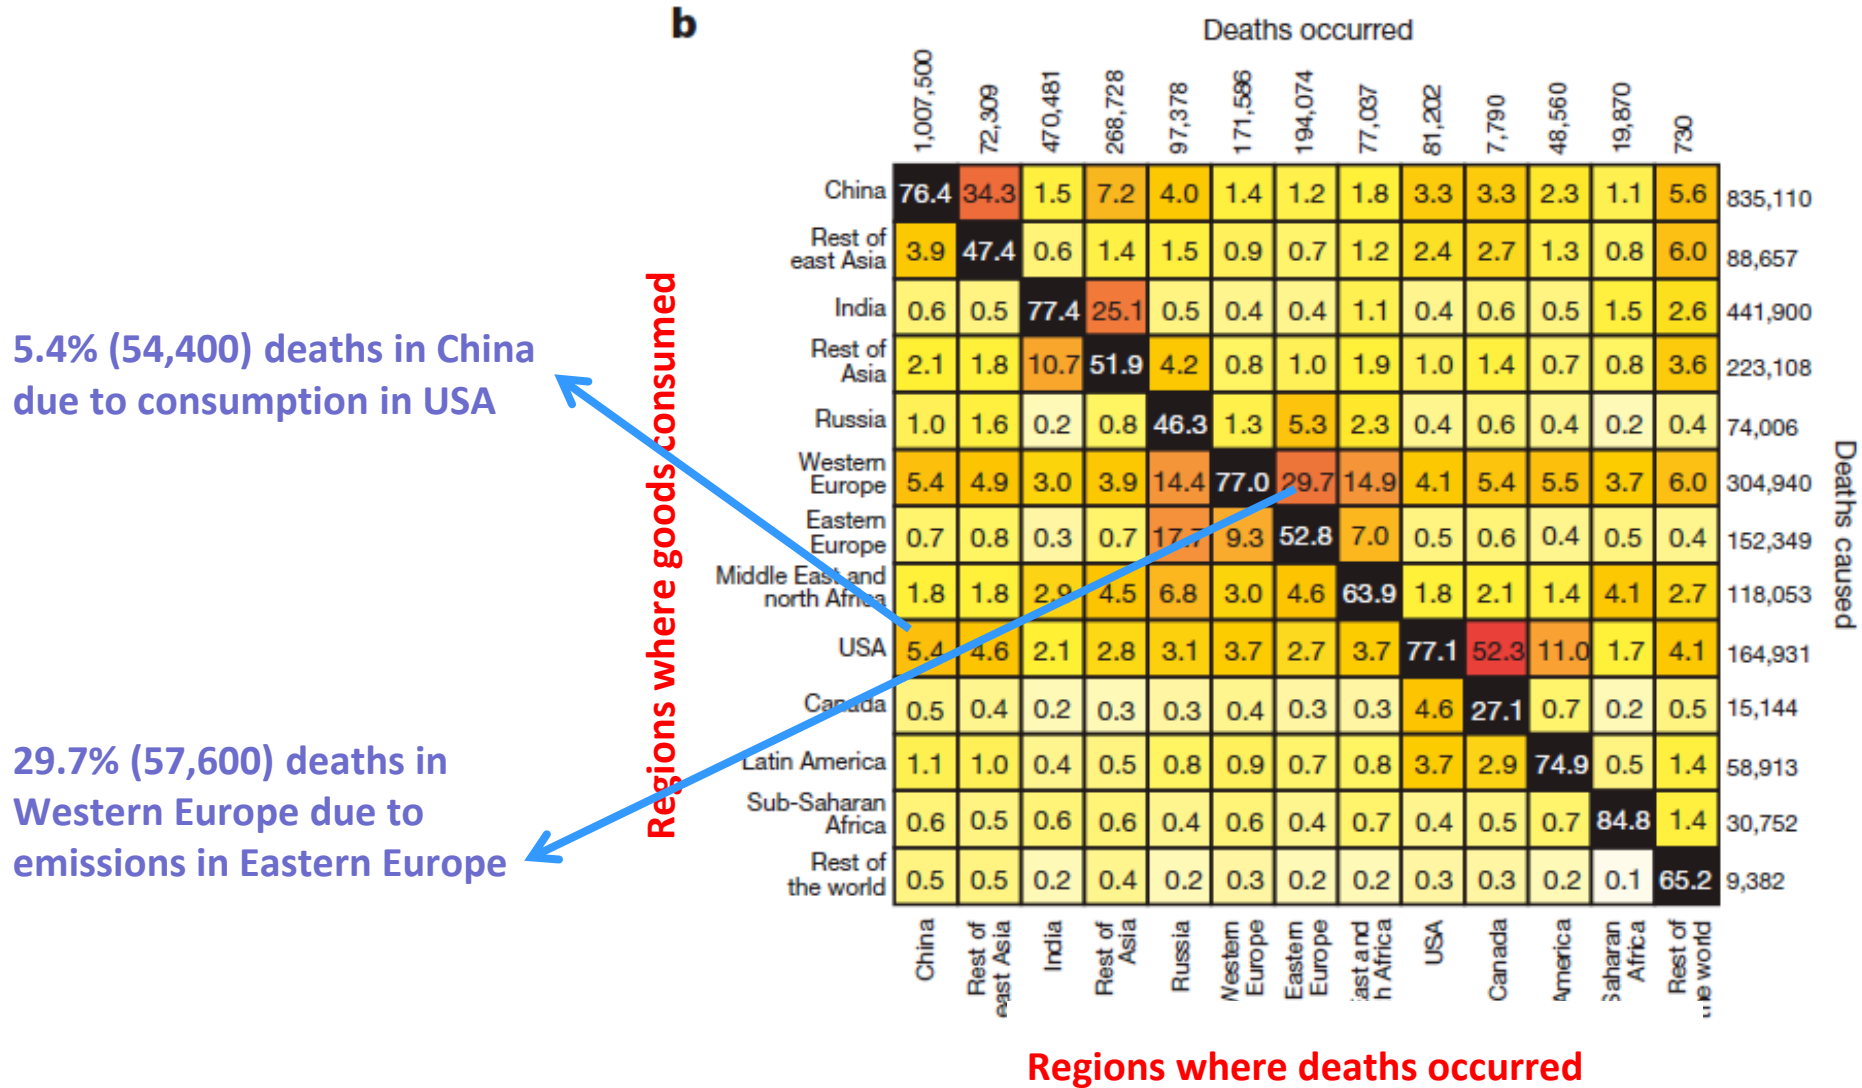 b
Deaths occurred
1,007,500 72,309 470,481 268,728 97,378 171,586 194,074 77,037 81,202 7,790 48,560 19,870 730
China 76.4 34.3 1.5 7.2 4.0 1.4 1.2 1.8 3.3 3.3 2.3 1.1 5.6 835,110
Rest of
east Asia 3.9 47.4 0.6 1.4 1.5 0.9 0.7 1.2 2.4 2.7 1.3 0.8 6.0 88,657
India 0.6 0.5 77.4 25.1 0.5 0.4 0.4 1.1 0.4 0.6 0.5 1.5 2.6 441,900
Rest of
Asia 2.1 1.8 10.7 51.9 4.2 0.8 1.0 1.9 1.0 1.4 0.7 0.8 3.6 223,108
Russia 1.0 1.6 0.2 0.8 46.3 1.3 5.3 2.3 0.4 0.6 0.4 0.2 0.4 74,006
Western
Europe 5.4 4.9 3.0 3.9 14.4 77.0 29.7 14.9 4.1 5.4 5.5 3.7 6.0 304,940
Eastern
Europe 0.7 0.8 0.3 0.7 17.7 9.3 52.8 7.0 0.5 0.6 0.4 0.5 0.4 152,349
Middle East and
north Africa 1.8 1.8 2.9 4.5 6.8 3.0 4.6 63.9 1.8 2.1 1.4 4.1 2.7 118,053
USA 5.4 4.6 2.1 2.8 3.1 3.7 2.7 3.7 77.1 52.3 11.0 1.7 4.1 164,931
Canada 0.5 0.4 0.2 0.3 0.3 0.4 0.3 0.3 4.6 27.1 0.7 0.2 0.5 15,144
Latin America 1.1 1.0 0.4 0.5 0.8 0.9 0.7 0.8 3.7 2.9 74.9 0.5 1.4 58,913
Sub-Saharan
Africa 0.6 0.5 0.6 0.6 0.4 0.6 0.4 0.7 0.4 0.5 0.7 84.8 1.4 30,752
Rest of
the world 0.5 0.5 0.2 0.4 0.2 0.3 0.2 0.2 0.3 0.3 0.2 0.1 65.2 9,382
China
Rest of
east Asia
India
Rest of
Asia
Russia
Western
Europe
Eastern
Europe
East and
h Africa
USA
Canada
America
Saharan
Africa
Rest of
the world
Deaths caused
Regions where goods consumed
Regions where deaths occurred
5.4% (54,400) deaths in China
due to consumption in USA
29.7% (57,600) deaths in
Western Europe due to
emissions in Eastern Europe